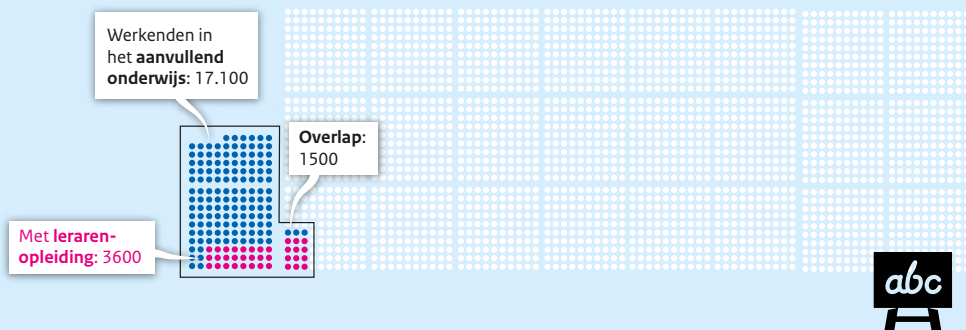 Werkenden in
het aanvullend
onderwijs: 17.100
Overlap:
1500
Met leraren-
opleiding: 3600
abc